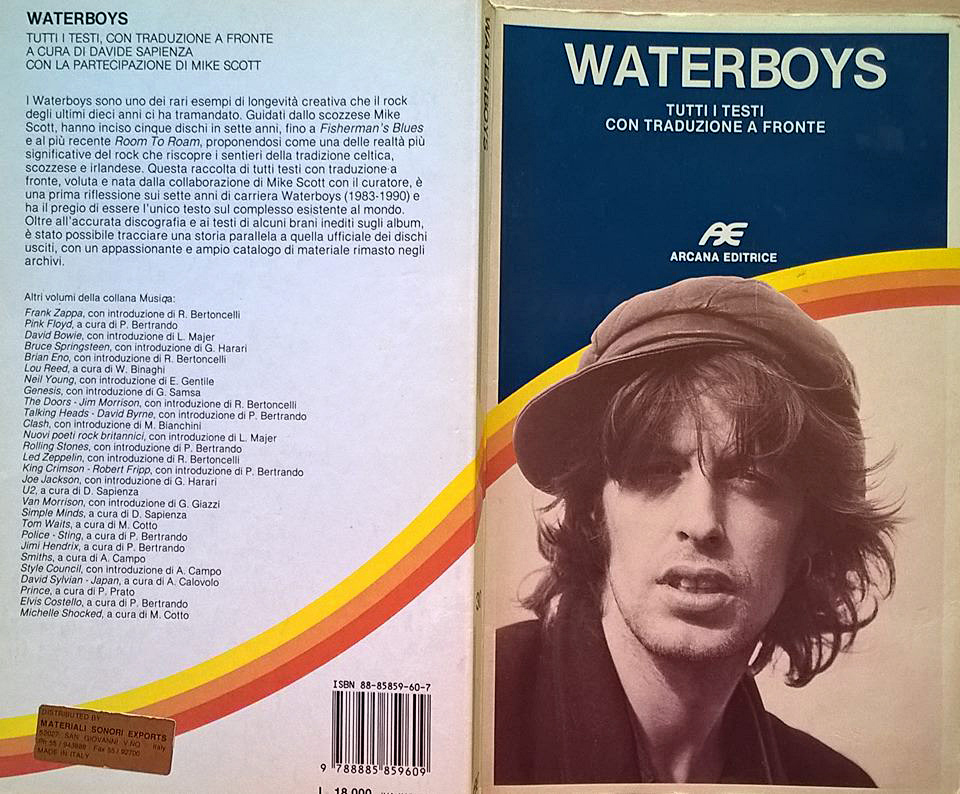 WATERBOYS
TUTTI I TESTI, CON TRADUZIONE A FRONTE
A CURA DI DAVIDE SAPIENZA
CON LA PARTECIPAZIONE DI MIKE SCOTT
I Waterboys sono uno dei rari esempi di longevità creativa che il rock
degli ultimi dieci anni ci ha tramandato. Guidati dallo scozzese Mike
Scott, hanno inciso cinque dischi in sette anni, fino a Fisherman's Blues
e al più recente Room To Roam, proponendosi come una delle realtà più
significative del rock che riscopre i sentieri della tradizione celtica,
scozzese e irlandese. Questa raccolta di tutti testi con traduzione a
fronte, voluta e nata dalla collaborazione di Mike Scott con il curatore, è
una prima riflessione sui sette anni di carriera Waterboys (1983-1990) e
ha il pregio di essere l'unico testo sul complesso esistente al mondo.
Oltre all'accurata discografia e ai testi di alcuni brani inediti sugli album,
è stato possibile tracciare una storia parallela a quella ufficiale dei dischi
usciti, con un appassionante e ampio catalogo di materiale rimasto negli
archivi.
Altri volumi della collana Musica:
Frank Zappa, con introduzione di R. Bertoncelli
Pink Floyd, a cura di P. Bertrando
David Bowie, con introduzione di L. Majer
Bruce Springsteen, con introduzione di G. Harari
Brian Eno, con introduzione di R. Bertoncelli
Lou Reed, a cura di W. Binaghi
Neil Young, con introduzione di E. Gentile
Genesis, con introduzione di G. Samsa
The Doors - Jim Morrison, con introduzione di R. Bertoncelli
Talking Heads - David Byrne, con introduzione di P. Bertrando
Clash, con introduzione di M. Bianchini
Nuovi poeti rock britannici, con introduzione di L. Majer
Rolling Stones, con introduzione di P. Bertrando
Led Zeppelin, con introduzione di R. Bertoncelli
King Crimson - Robert Fripp, con introduzione di P. Bertrando
Joe Jackson, con introduzione di G. Harari
U2, a cura di D. Sapienza
Van Morrison, con introduzione di G. Giazzi
Simple Minds, a cura di D. Sapienza
Tom Waits, a cura di M. Cotto
Police - Sting, a cura di P. Bertrando
Jimi Hendrix, a cura di P. Bertrando
Smiths, a cura di A. Campo
Style Council, con introduzione di A. Campo
David Sylvian - Japan, a cura di A. Calovolo
Prince, a cura di P. Prato
Elvis Costello, a cura di P. Bertrando
Michelle Shocked, a cura di M. Cotto
DISTRIBUTED BY
MATERIALI SONORI EXPORTS
52027 SAN GIOVANNI V.NO Italy
55 / 943888 Fax 55 / 92700
MADE IN ITALY
ISBN 88-85859-60-7
9 788885 859609
L. 18.000
WATERBOYS
WATERBOYS
TUTTI I TESTI
CON TRADUZIONE A FRONTE
ARCANA EDITRICE